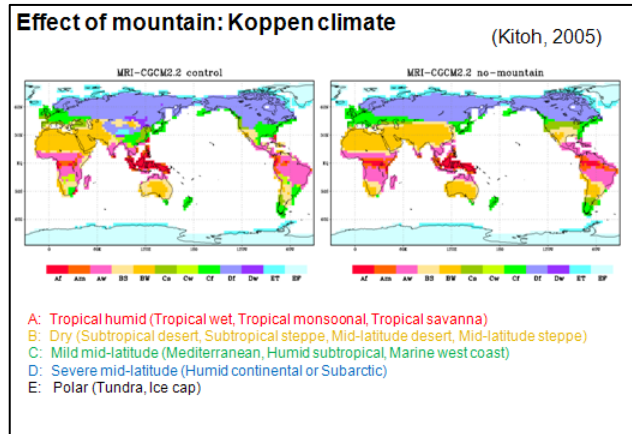 Effect of mountain: Koppen climate
(Kitoh, 2005)
MRI-CGCM2.2 control
MRI-CGCM2.2 no-mountain
Af Am Aw BS BW Cs Cw Cf Df Dw ET EF
Af Am Aw BS BW Cs Cw Cf Df Dw ET EF
A: Tropical humid (Tropical wet, Tropical monsoonal, Tropical savanna)
B: Dry (Subtropical desert, Subtropical steppe, Mid-latitude desert, Mid-latitude steppe)
C: Mild mid-latitude (Mediterranean, Humid subtropical, Marine west coast)
D: Severe mid-latitude (Humid continental or Subarctic)
E: Polar (Tundra, Ice cap)